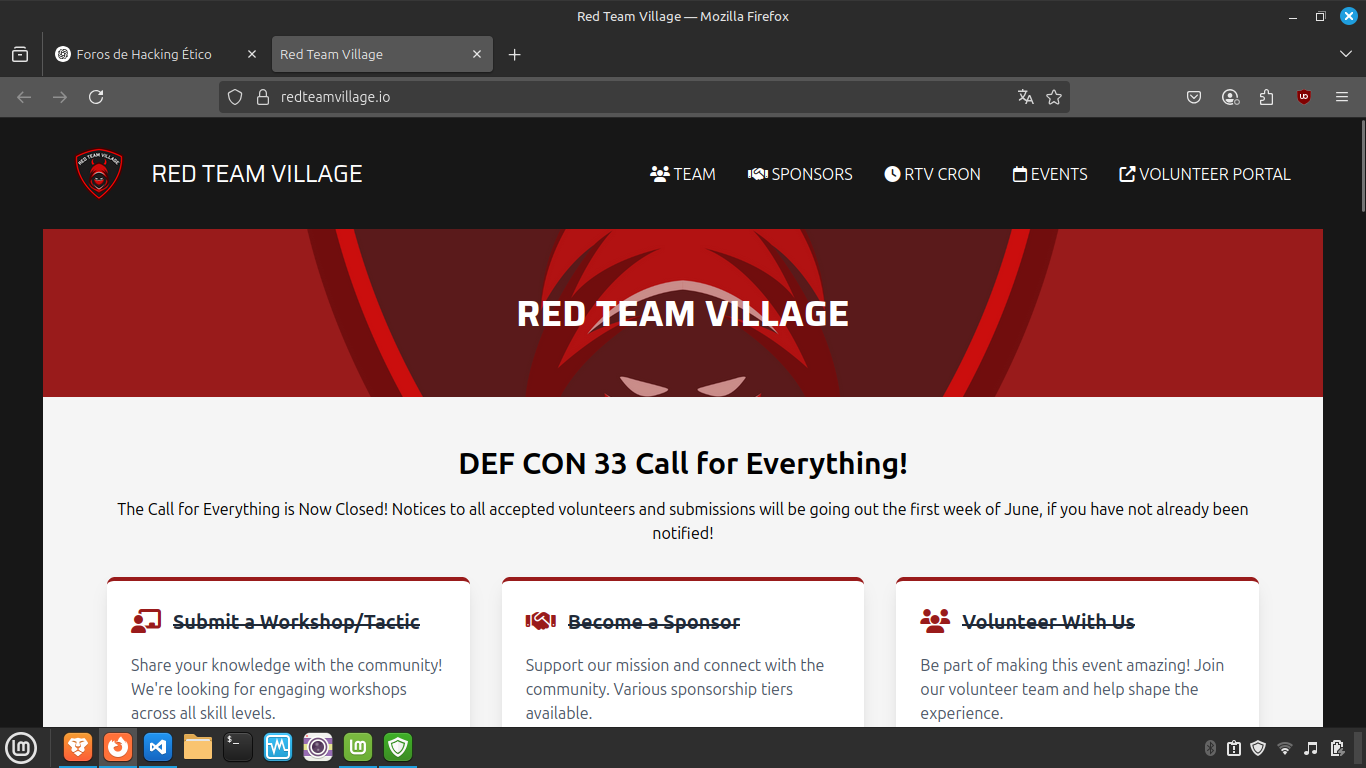 Red Team Village — Mozilla Firefox
Foros de Hacking Ético
Red Team Village
redteamvillage.io
RED TEAM VILLAGE
RED TEAM VILLAGE
TEAM
SPONSORS
RTV CRON
EVENTS
VOLUNTEER PORTAL
RED TEAM VILLAGE
DEF CON 33 Call for Everything!
The Call for Everything is Now Closed! Notices to all accepted volunteers and submissions will be going out the first week of June, if you have not already been
notified!
Submit a Workshop/Tactic
Share your knowledge with the community!
We're looking for engaging workshops
across all skill levels.
Become a Sponsor
Support our mission and connect with the
community. Various sponsorship tiers
available.
Volunteer With Us
Be part of making this event amazing! Join
our volunteer team and help shape the
experience.
$_